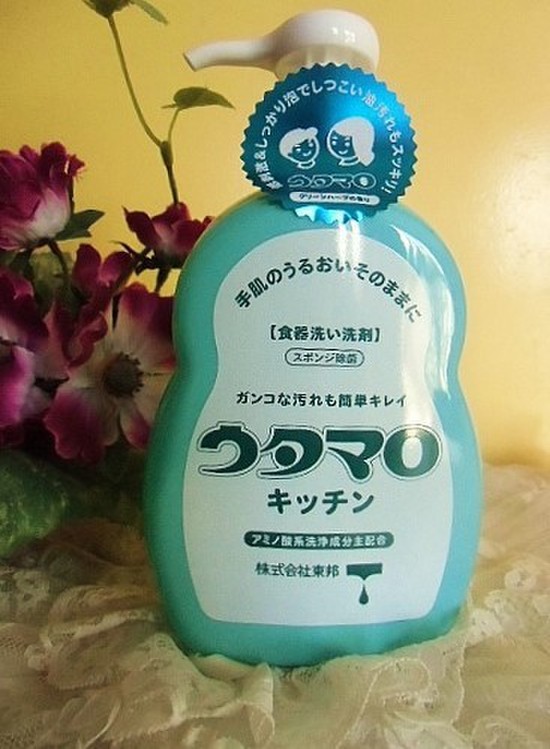 しっかり泡でしつこい油汚れもスッキリ!
ウタマロ
グリーンハーブの香り
手肌のうるおいそのままに
【食器洗い洗剤】
スポンジ除菌
ガンコな汚れも簡単キレイ
ウタマロ
キッチン
アミノ酸系洗浄成分主配合
株式会社東邦